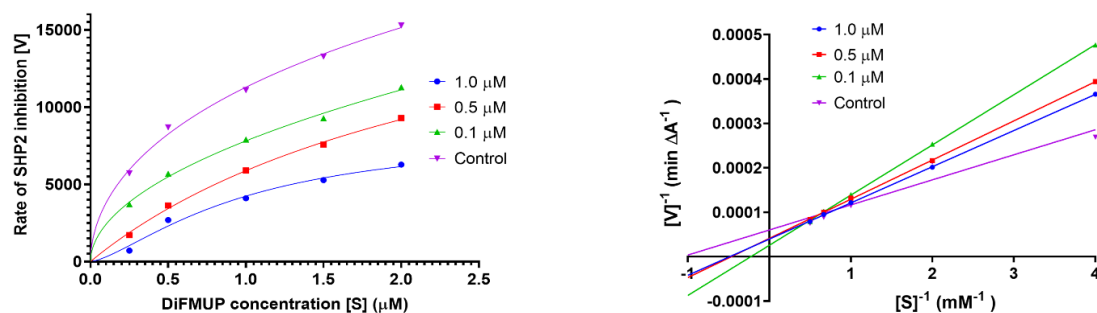 15000
10000
5000
0
0.0 0.5 1.0 1.5 2.0 2.5
Rate of SHP2 inhibition [V]
DiFMUP concentration [S] (μM)
1.0 μM
0.5 μM
0.1 μM
Control
0.0005
0.0004
0.0003
0.0002
0.0001
-0.0001
-1 1 2 3 4
[V]⁻¹ (min ΔA⁻¹)
[S]⁻¹ (mM⁻¹)
1.0 μM
0.5 μM
0.1 μM
Control